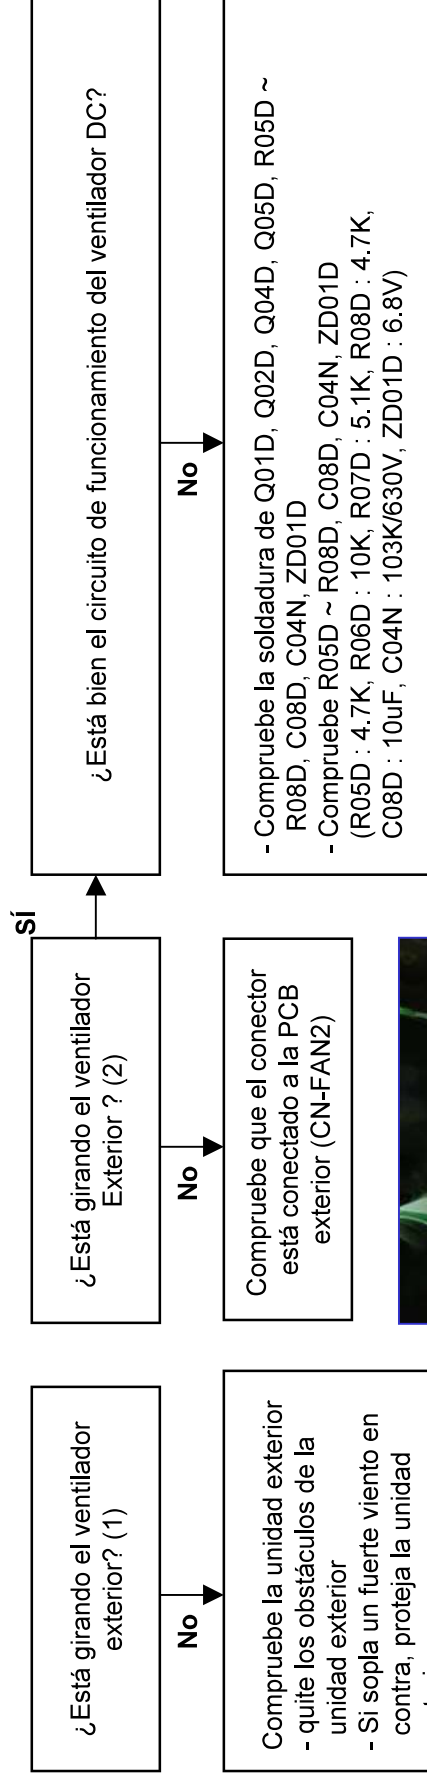 ¿Está girando el ventilador
exterior? (1)
No
Compruebe la unidad exterior
- quite los obstáculos de la
unidad exterior
- Si sopla un fuerte viento en
contra, proteja la unidad
¿Está girando el ventilador
Exterior ? (2)
SÍ
No
Compruebe que el conector
está conectado a la PCB
exterior (CN-FAN2)
¿Está bien el circuito de funcionamiento del ventilador DC?
No
- Compruebe la soldadura de Q01D, Q02D, Q04D, Q05D, R05D ~
R08D, C08D, C04N, ZD01D
- Compruebe R05D ~ R08D, C08D, C04N, ZD01D
(R05D : 4.7K, R06D : 10K, R07D : 5.1K, R08D : 4.7K,
C08D : 10uF, C04N : 103K/630V, ZD01D : 6.8V)